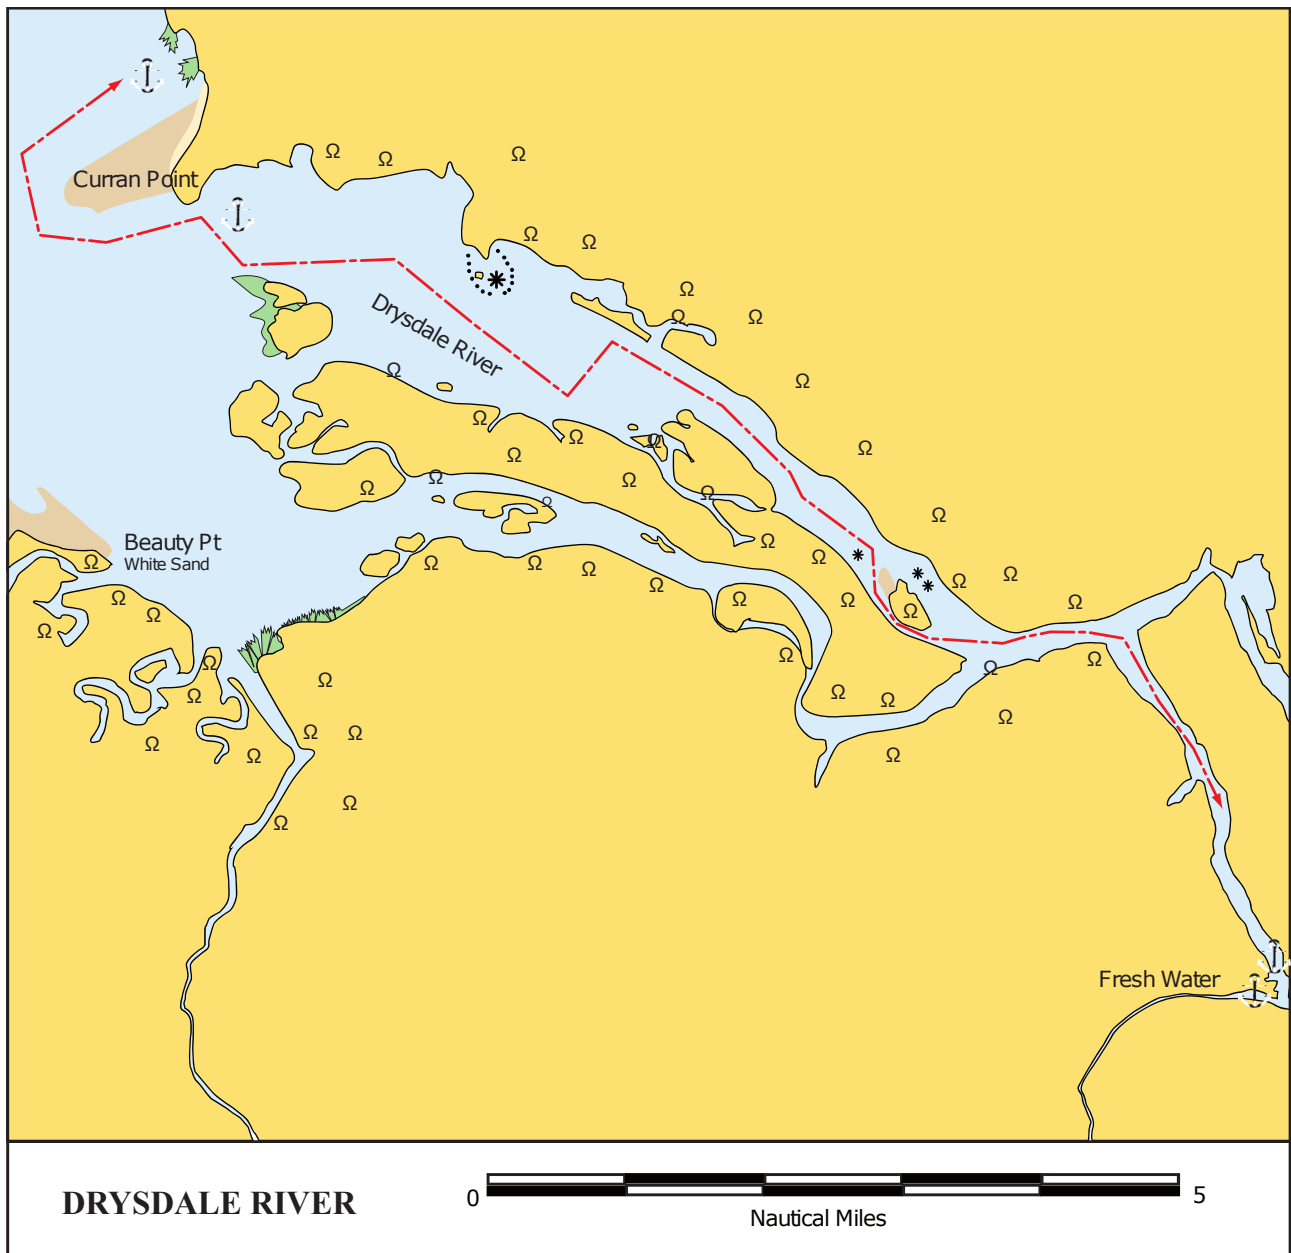 Curran Point
Drysdale River
Beauty Pt
White Sand
Fresh Water
DRYSDALE RIVER
0
5
Nautical Miles